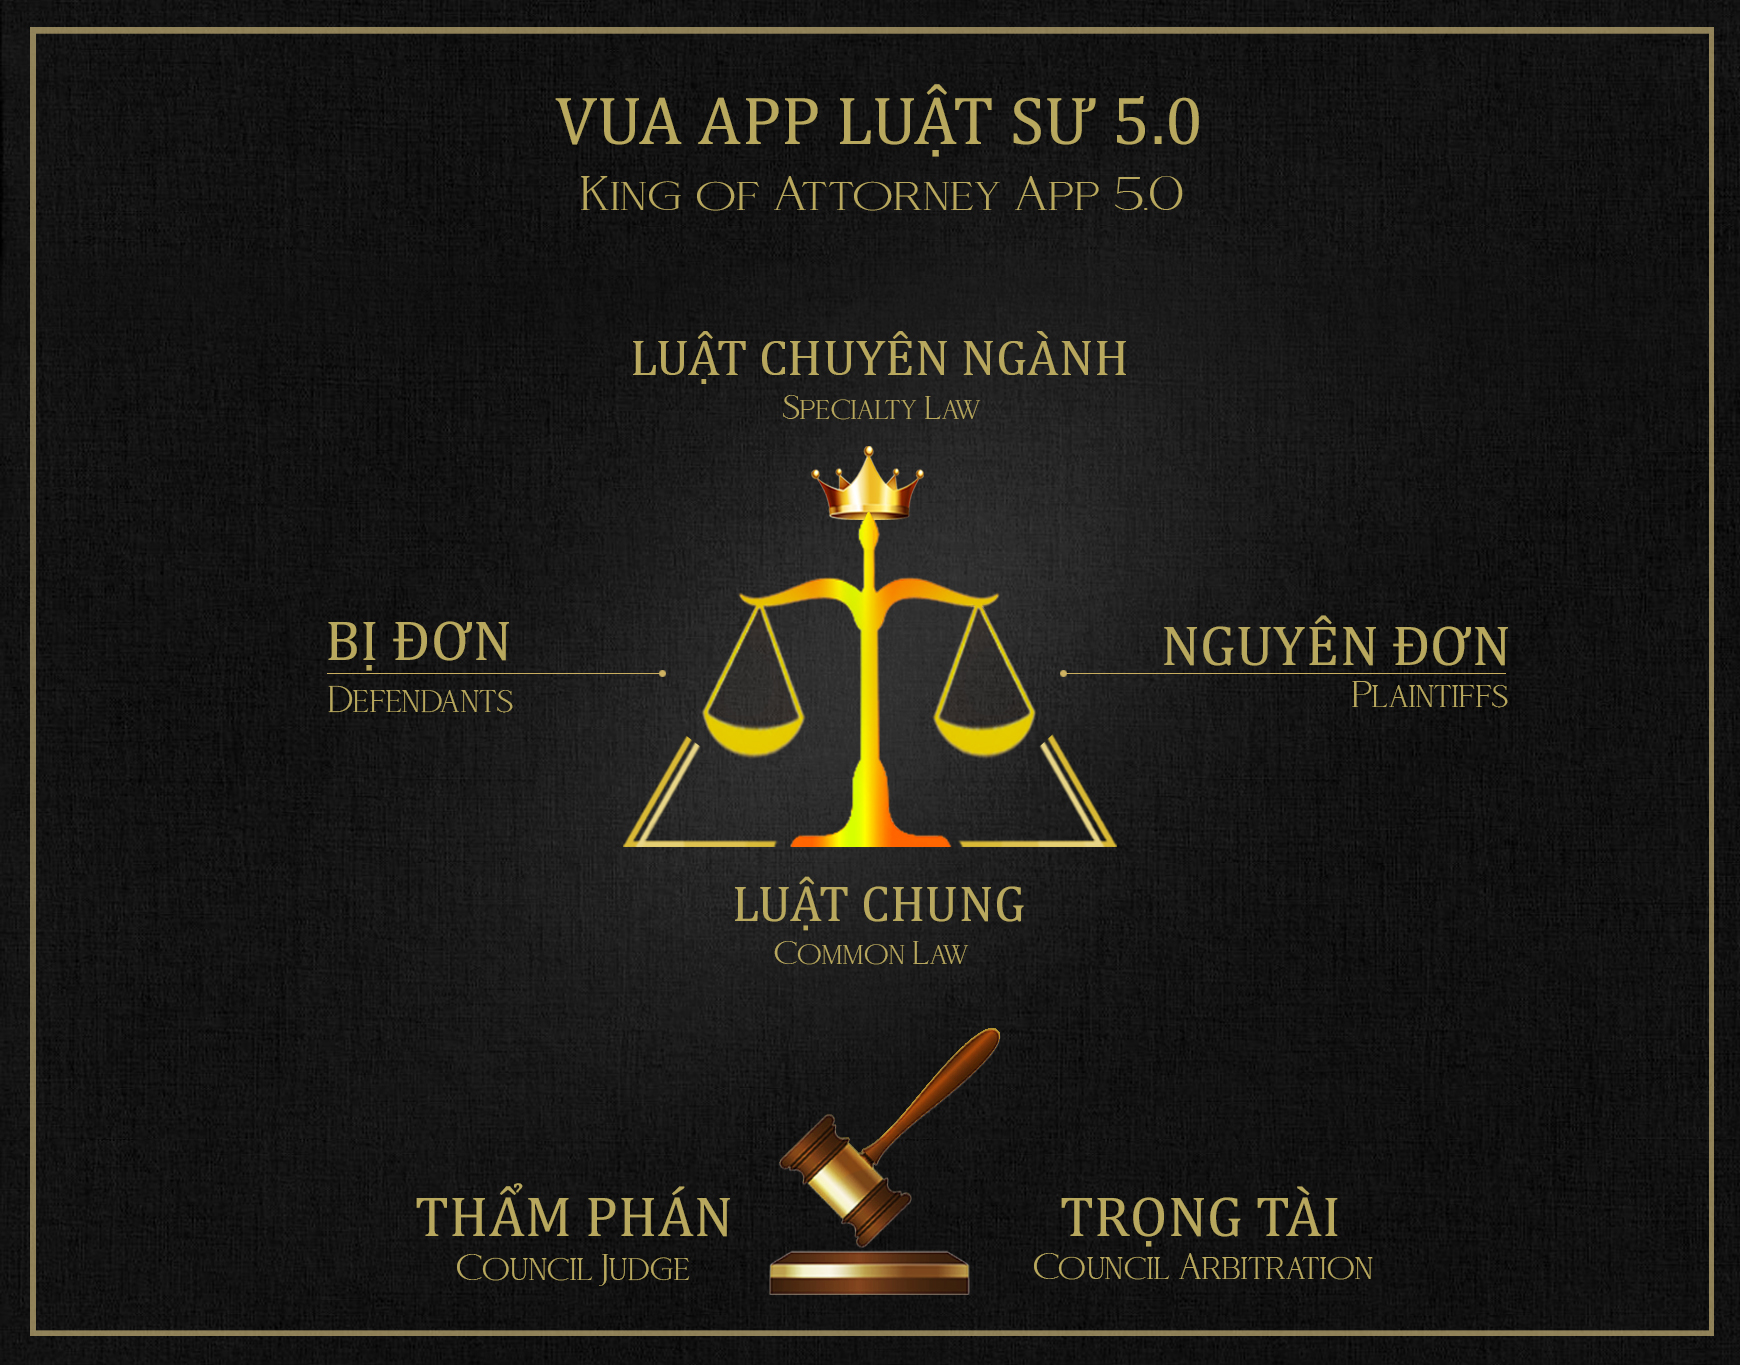 VUA APP LUẬT SƯ 5.0
KING OF ATTORNEY APP 5.0
LUẬT CHUYÊN NGÀNH
SPECIALTY LAW
BỊ ĐƠN
DEFENDANTS
NGUYÊN ĐƠN
PLAINTIFFS
LUẬT CHUNG
COMMON LAW
THẨM PHÁN
COUNCIL JUDGE
TRỌNG TÀI
COUNCIL ARBITRATION